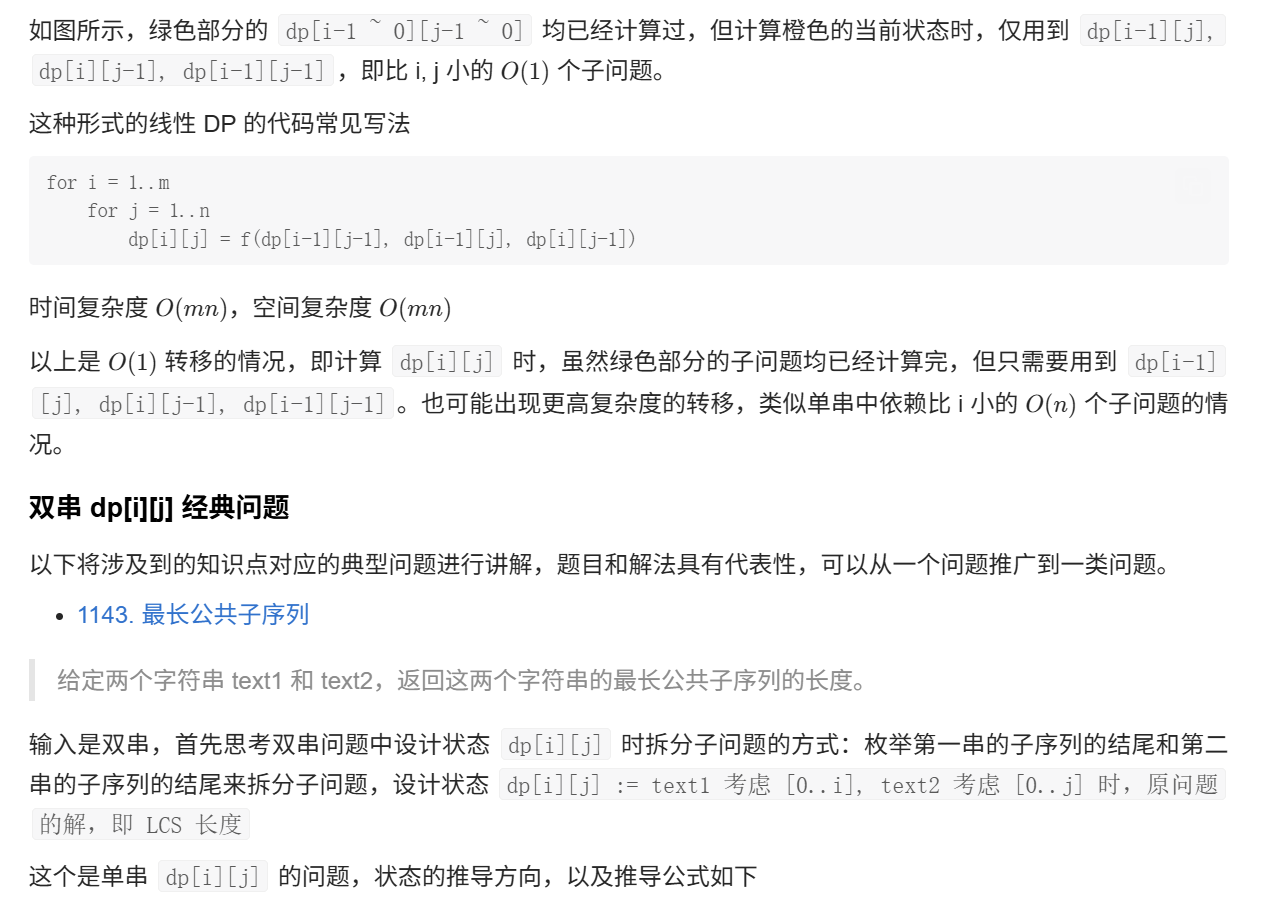 如图所示，绿色部分的 dp[i-1 ~ 0][j-1 ~ 0] 均已经计算过，但计算橙色的当前状态时，仅用到 dp[i-1][j],
dp[i][j-1], dp[i-1][j-1] ，即比 i, j 小的 O(1) 个子问题。
这种形式的线性 DP 的代码常见写法
for i = 1..m
    for j = 1..n
        dp[i][j] = f(dp[i-1][j-1], dp[i-1][j], dp[i][j-1])
时间复杂度 O(mn)，空间复杂度 O(mn)
以上是 O(1) 转移的情况，即计算 dp[i][j] 时，虽然绿色部分的子问题均已经计算完，但只需要用到 dp[i-1]
[j], dp[i][j-1], dp[i-1][j-1] 。也可能出现更高复杂度的转移，类似单串中依赖比 i 小的 O(n) 个子问题的情
况。
双串 dp[i][j] 经典问题
以下将涉及到的知识点对应的典型问题进行讲解，题目和解法具有代表性，可以从一个问题推广到一类问题。
• 1143. 最长公共子序列
给定两个字符串 text1 和 text2，返回这两个字符串的最长公共子序列的长度。
输入是双串，首先思考双串问题中设计状态 dp[i][j] 时拆分子问题的方式：枚举第一串的子序列的结尾和第二
串的子序列的结尾来拆分子问题，设计状态 dp[i][j] := text1 考虑 [0..i], text2 考虑 [0..j] 时，原问题
的解，即 LCS 长度
这个是单串 dp[i][j] 的问题，状态的推导方向，以及推导公式如下